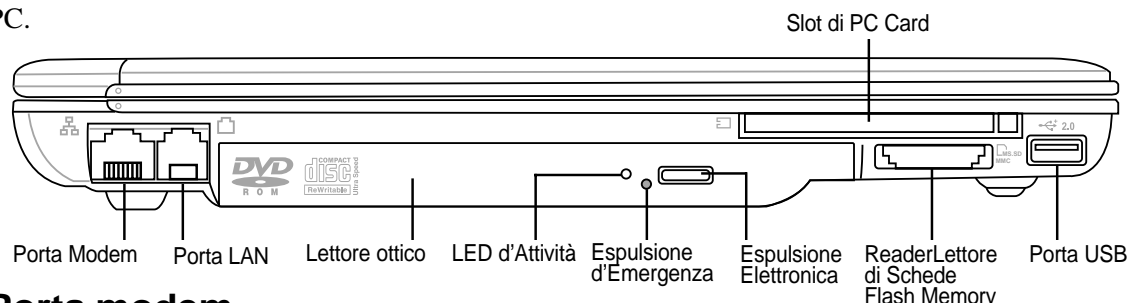 PC.
Slot di PC Card
2.0
MS.SD
MMC
DVD
ROM
COMPACT
disc
ReWritable
Ultra Speed
Porta Modem
Porta LAN
Lettore ottico
LED d'Attività
Espulsione
d'Emergenza
Espulsione
Elettronica
ReaderLettore
di Schede
Flash Memory
Porta USB
Porta modem